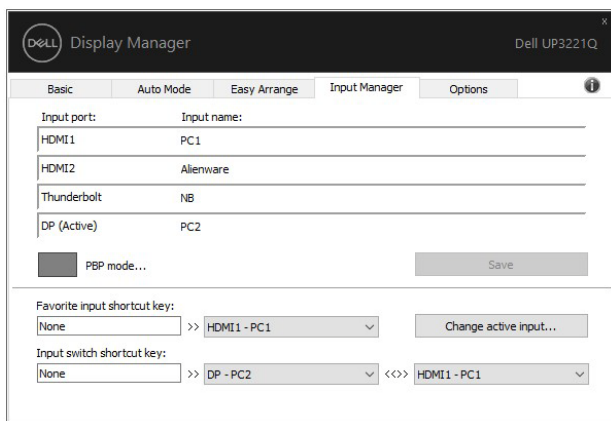 DELL Display Manager Dell UP3221Q
x
Basic Auto Mode Easy Arrange Input Manager Options i
Input port: Input name:
HDMI1 PC1
HDMI2 Alienware
Thunderbolt NB
DP (Active) PC2
PBP mode... Save
Favorite input shortcut key:
None >> HDMI1 - PC1 Change active input...
Input switch shortcut key:
None >> DP - PC2 <<>> HDMI1 - PC1